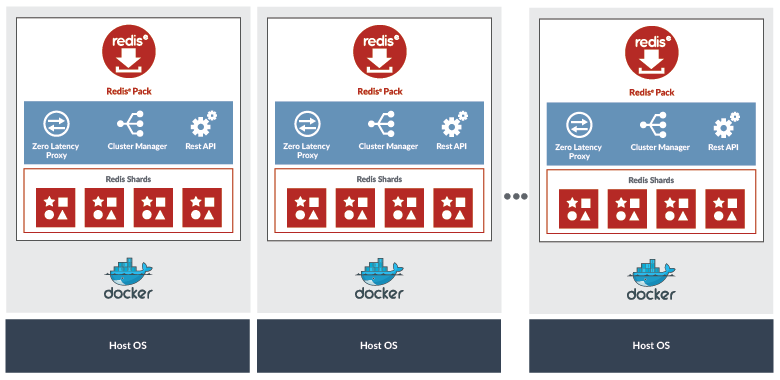 redis
Redis® Pack
Zero Latency
Proxy
Cluster Manager
Rest API
Redis Shards
docker
Host OS
redis
Redis® Pack
Zero Latency
Proxy
Cluster Manager
Rest API
Redis Shards
docker
Host OS
redis
Redis® Pack
Zero Latency
Proxy
Cluster Manager
Rest API
Redis Shards
docker
Host OS